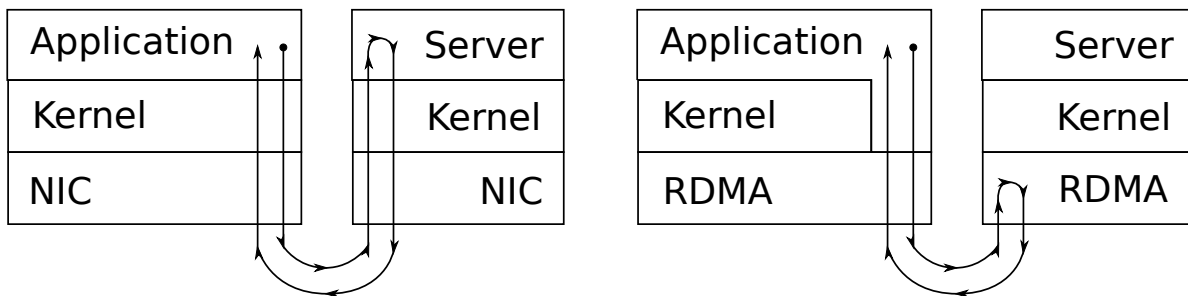 Application
Kernel
NIC
Server
Kernel
NIC
Application
Kernel
RDMA
Server
Kernel
RDMA